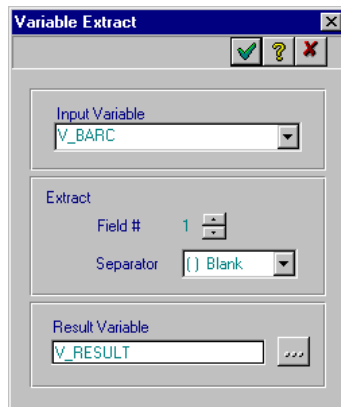 Variable Extract
?
Input Variable
V_BARC
Extract
Field # 1
Separator ( ) Blank
Result Variable
V_RESULT ...